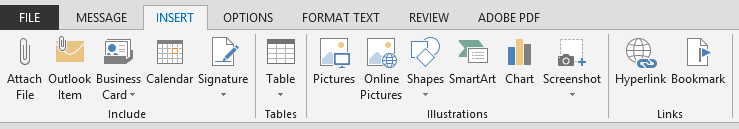 FILE MESSAGE INSERT OPTIONS FORMAT TEXT REVIEW ADOBE PDF
Attach Outlook Business Calendar Signature Table Pictures Online Shapes SmartArt Chart Screenshot Hyperlink Bookmark
File Item Card Pictures
Include Tables Illustrations Links